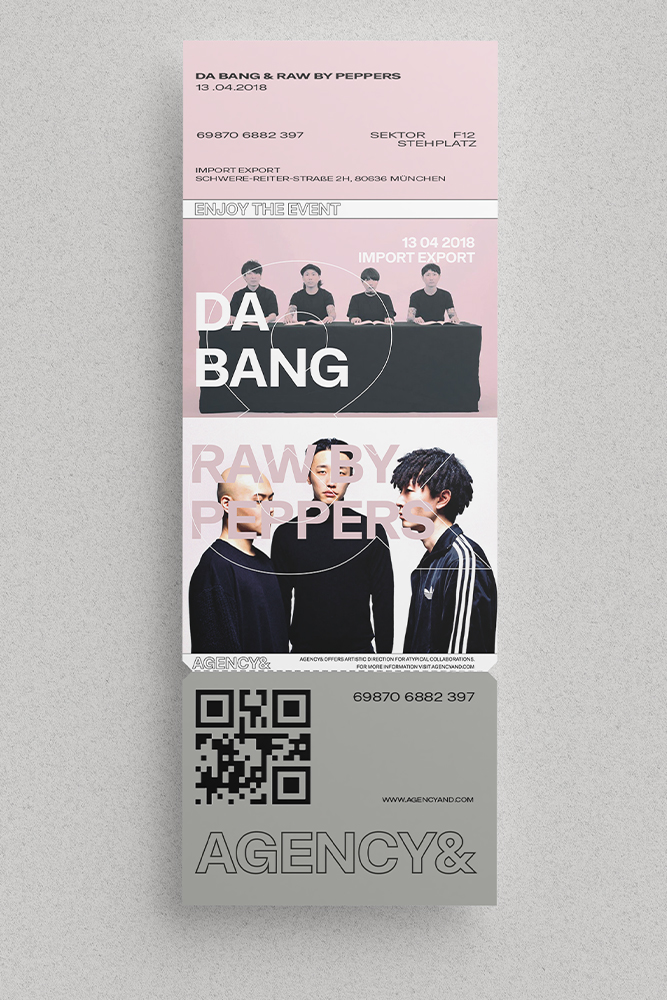 DA BANG & RAW BY PEPPERS
13.04.2018
69870 6882 397
SEKTOR F12
STEHPLATZ
IMPORT EXPORT
SCHWERE-REITER-STRAßE 2H, 80636 MÜNCHEN
ENJOY THE EVENT
13 04 2018
IMPORT EXPORT
DA
BANG
RAW BY
PEPPERS
AGENCY&
AGENCY& OFFERS ARTISTIC DIRECTION FOR ATYPICAL COLLABORATIONS.
FOR MORE INFORMATION VISIT AGENCYAND.COM
69870 6882 397
WWW.AGENCYAND.COM
AGENCY&